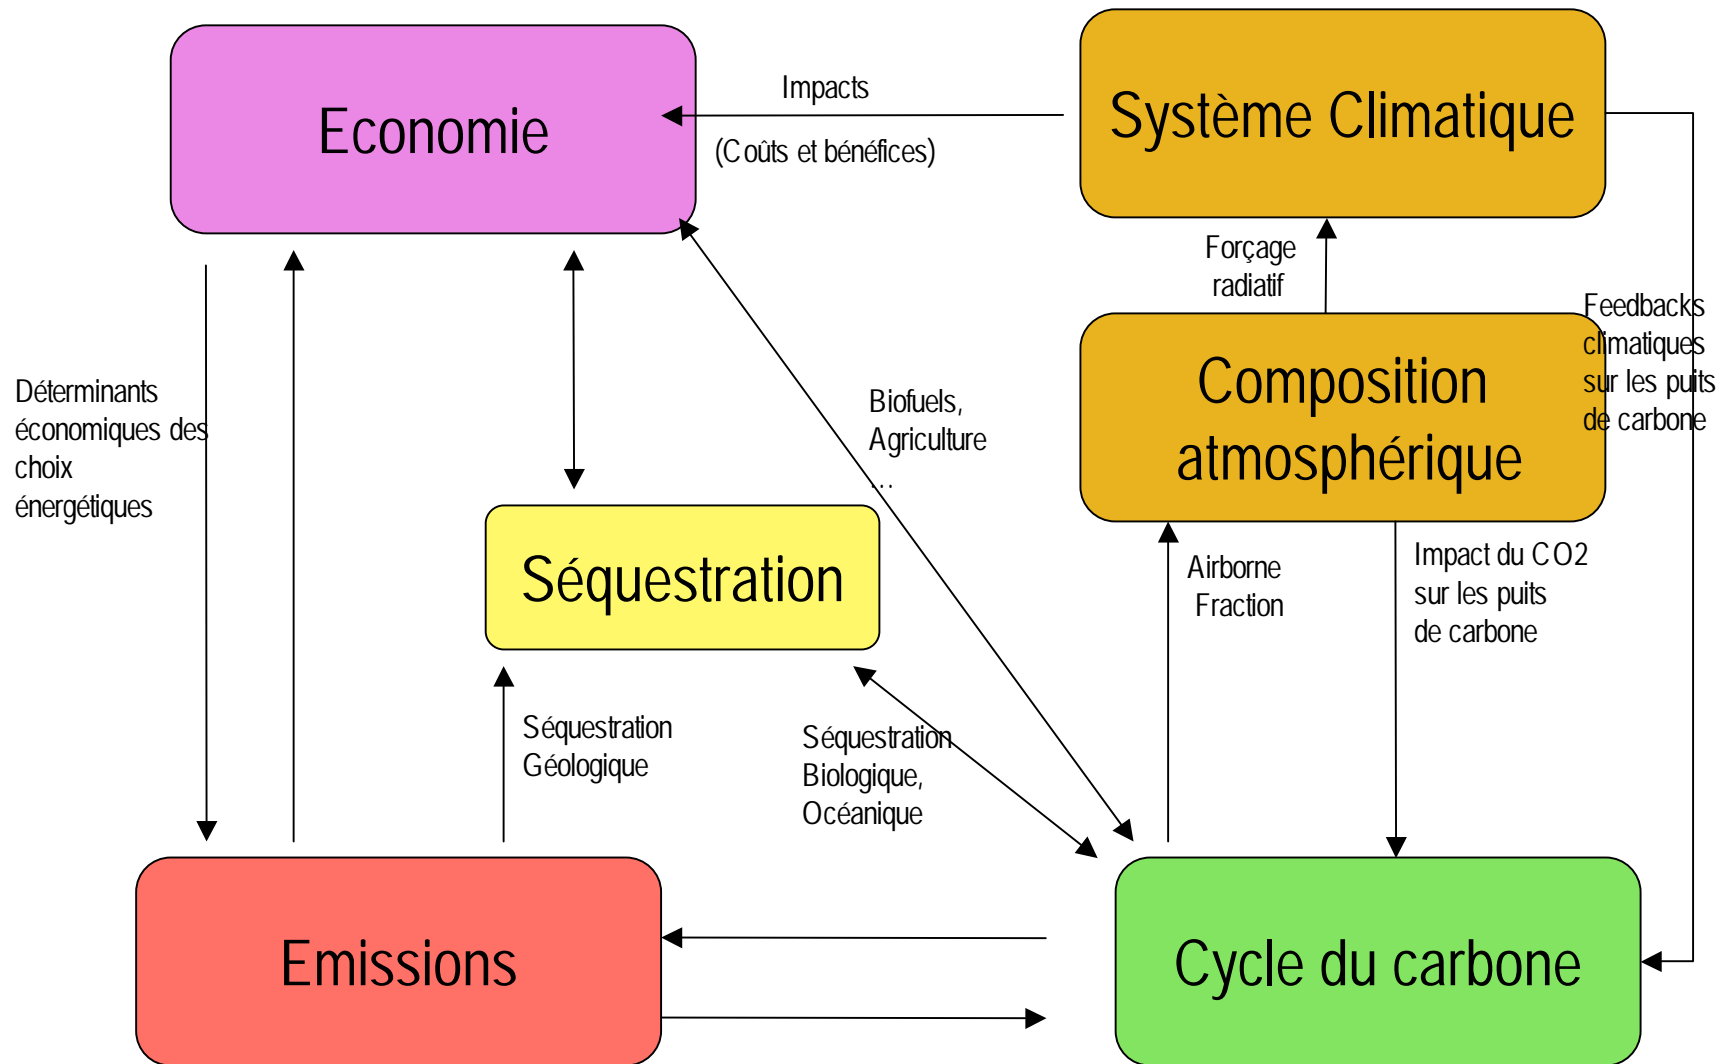 Economie
Impacts
(Coûts et bénéfices)
Système Climatique
Forçage
radiatif
Feedbacks
climatiques
sur les puits
de carbone
Composition
atmosphérique
Déterminants
économiques des
choix
énergétiques
Biofuels,
Agriculture
...
Séquestration
Airborne
Fraction
Impact du CO2
sur les puits
de carbone
Séquestration
Géologique
Séquestration
Biologique,
Océanique
Emissions
Cycle du carbone